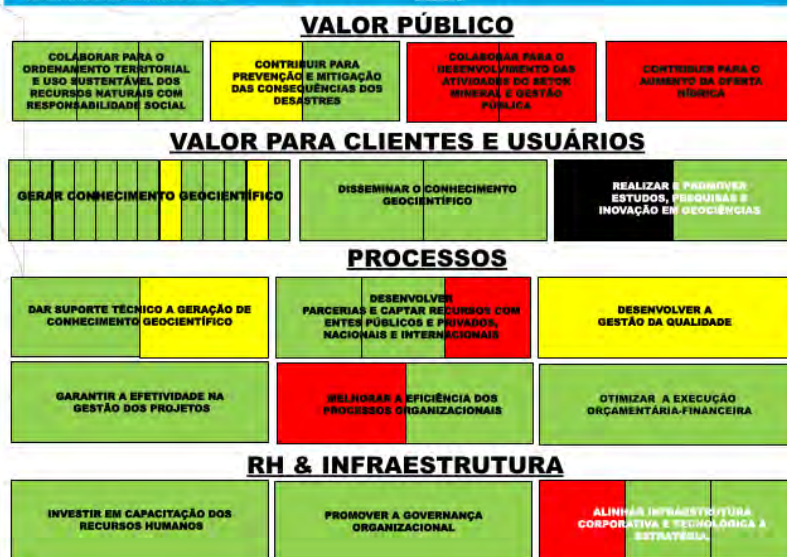 VALOR PÚBLICO
COLABORAR PARA O
ORDENAMENTO TERRITORIAL
E USO SUSTENTÁVEL DOS
RECURSOS NATURAIS COM
RESPONSABILIDADE SOCIAL
CONTRIBUIR PARA
PREVENÇÃO E MITIGAÇÃO
DAS CONSEQUÊNCIAS DOS
DESASTRES
COLABORAR PARA O
DESENVOLVIMENTO DAS
ATIVIDADES DO SETOR
MINERAL E GESTÃO
PÚBLICA
CONTRIBUIR PARA O
AUMENTO DA OFERTA
HÍDRICA
VALOR PARA CLIENTES E USUÁRIOS
GERAR CONHECIMENTO GEOCIENTÍFICO
DISSEMINAR O CONHECIMENTO
GEOCIENTÍFICO
REALIZAR E PROMOVER
ESTUDOS, PESQUISAS E
INOVAÇÃO EM GEOCIÊNCIAS
PROCESSOS
DAR SUPORTE TÉCNICO A GERAÇÃO DE
CONHECIMENTO GEOCIENTÍFICO
DESENVOLVER
PARCERIAS E CAPTAR RECURSOS COM
ENTES PÚBLICOS E PRIVADOS,
NACIONAIS E INTERNACIONAIS
DESENVOLVER A
GESTÃO DA QUALIDADE
GARANTIR A EFETIVIDADE NA
GESTÃO DOS PROJETOS
MELHORAR A EFICIÊNCIA DOS
PROCESSOS ORGANIZACIONAIS
OTIMIZAR A EXECUÇÃO
ORÇAMENTÁRIA-FINANCEIRA
RH & INFRAESTRUTURA
INVESTIR EM CAPACITAÇÃO DOS
RECURSOS HUMANOS
PROMOVER A GOVERNANÇA
ORGANIZACIONAL
ALINHAR INFRAESTRUTURA
CORPORATIVA E TECNOLÓGICA À
ESTRATÉGIA.